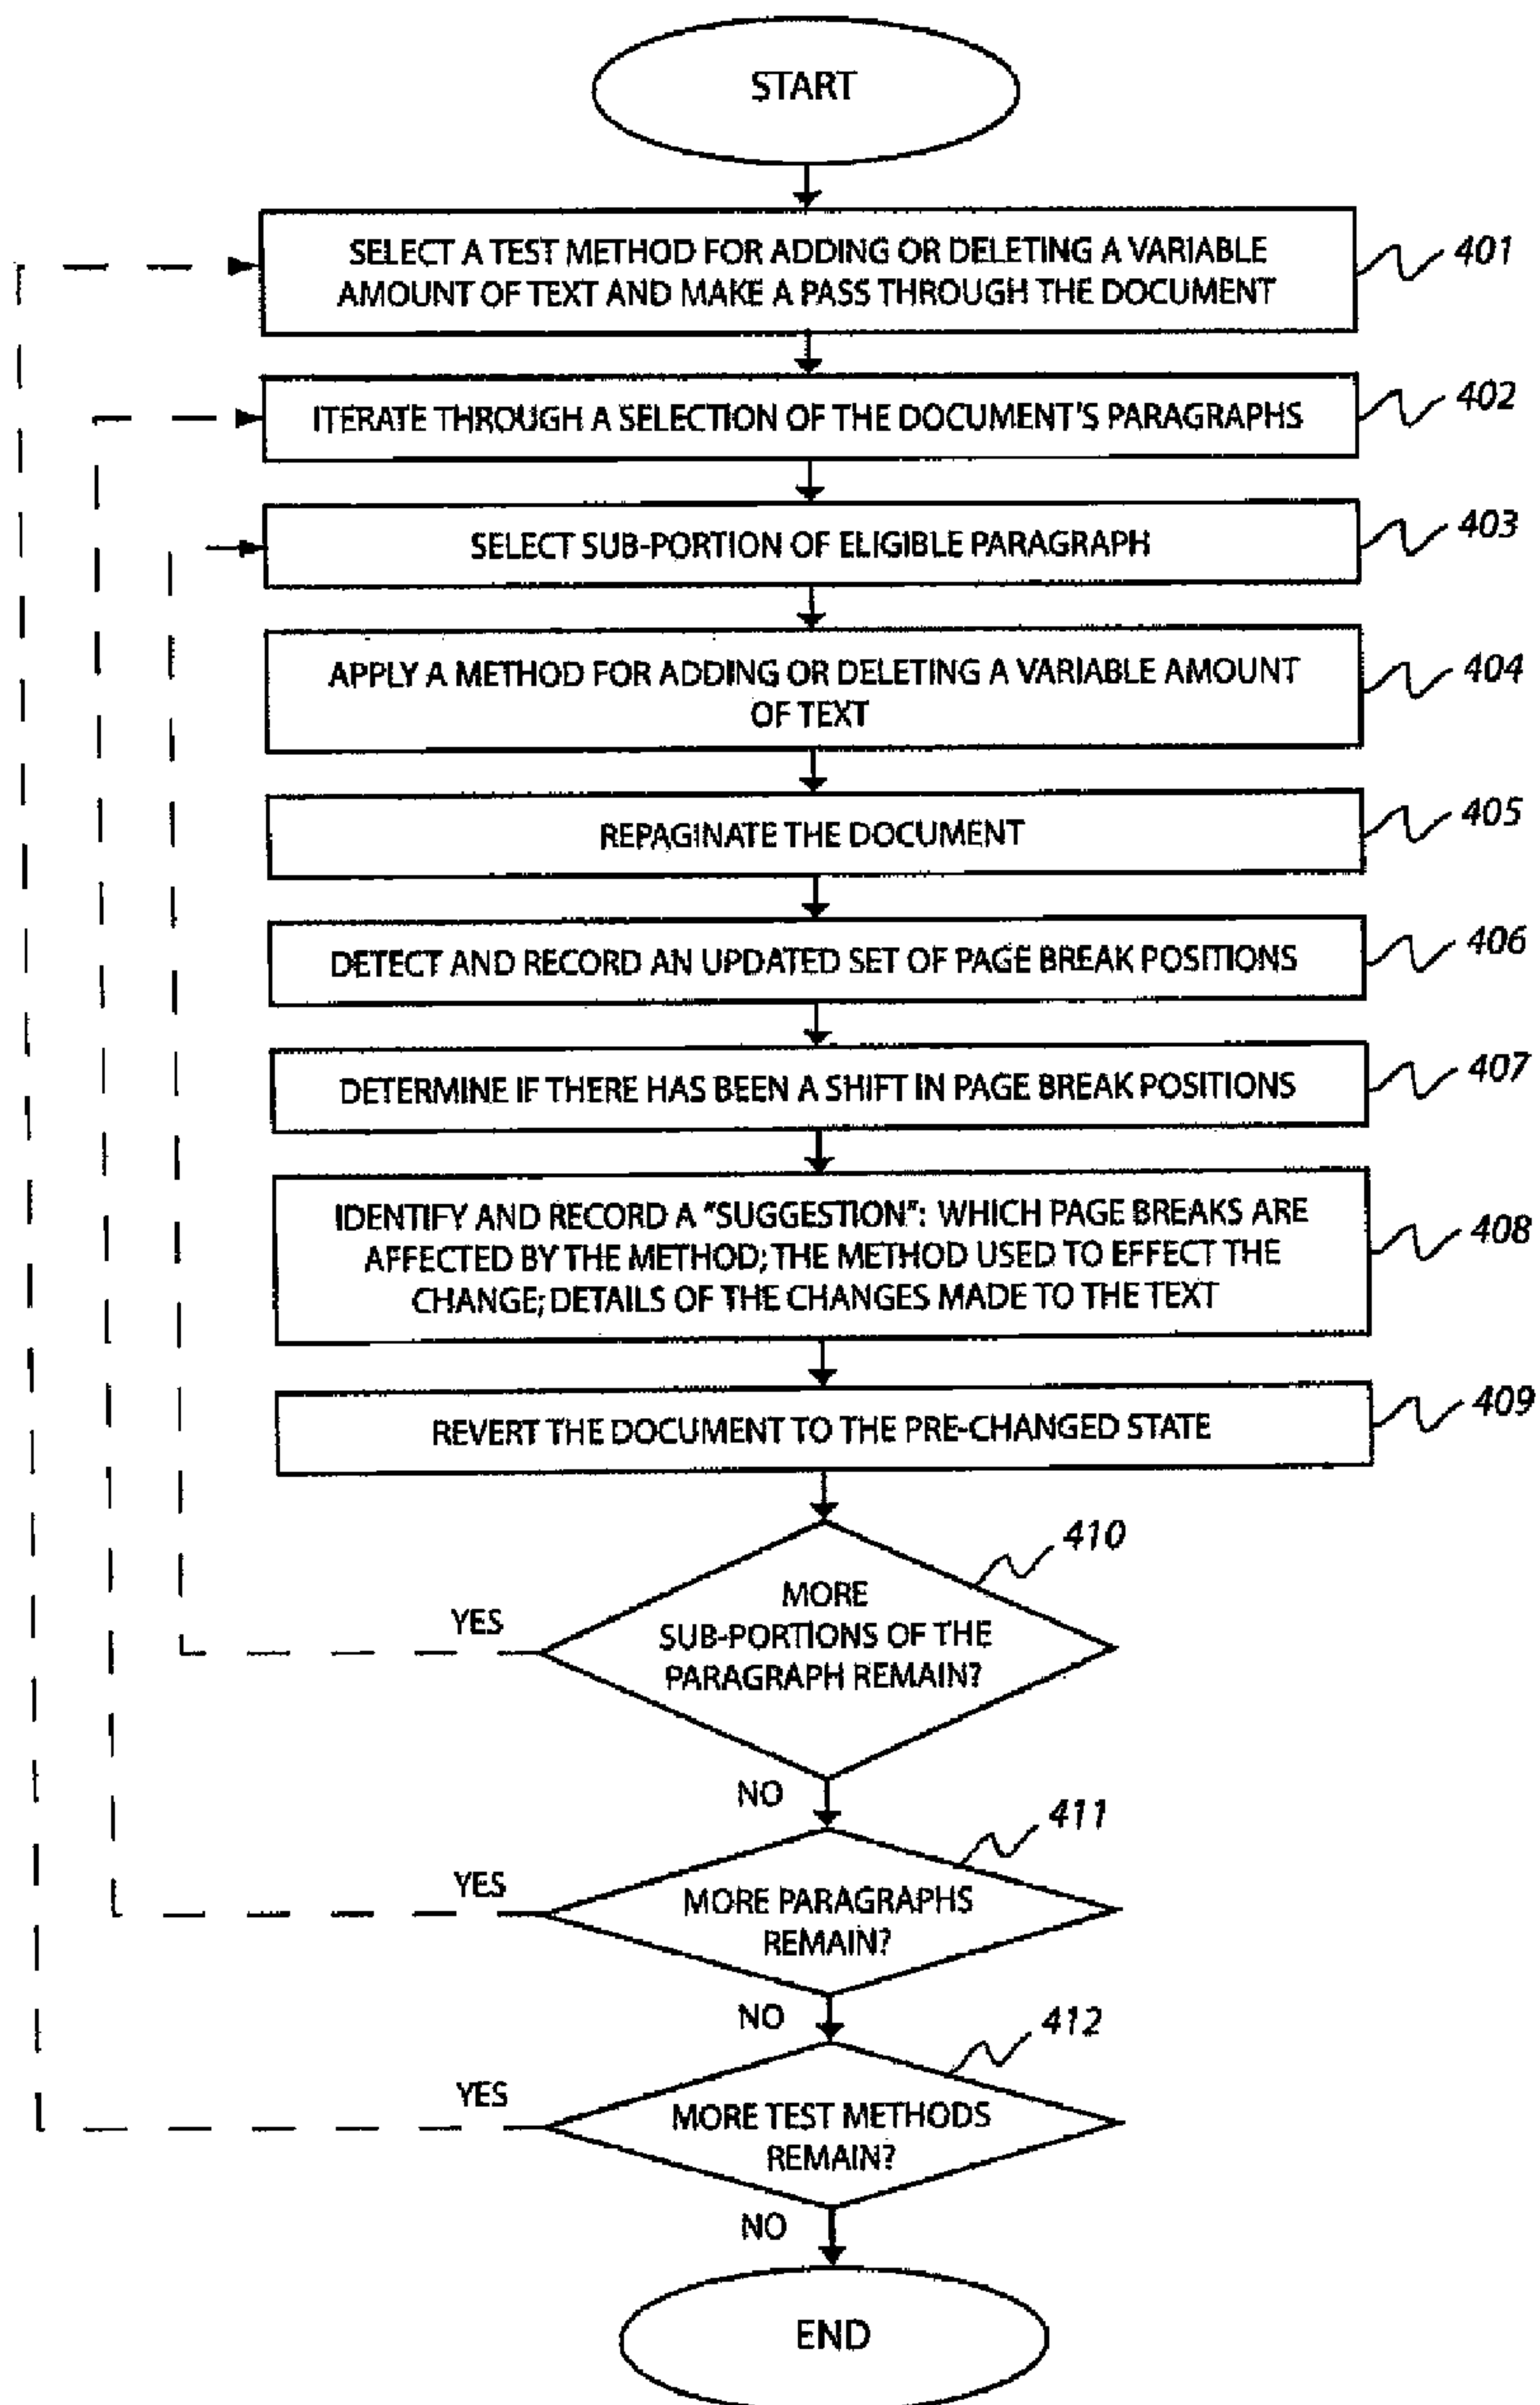 START
SELECT A TEST METHOD FOR ADDING OR DELETING A VARIABLE
AMOUNT OF TEXT AND MAKE A PASS THROUGH THE DOCUMENT
401
ITERATE THROUGH A SELECTION OF THE DOCUMENT'S PARAGRAPHS
402
SELECT SUB-PORTION OF ELIGIBLE PARAGRAPH
403
APPLY A METHOD FOR ADDING OR DELETING A VARIABLE AMOUNT
OF TEXT
404
REPAGINATE THE DOCUMENT
405
DETECT AND RECORD AN UPDATED SET OF PAGE BREAK POSITIONS
406
DETERMINE IF THERE HAS BEEN A SHIFT IN PAGE BREAK POSITIONS
407
IDENTIFY AND RECORD A "SUGGESTION": WHICH PAGE BREAKS ARE
AFFECTED BY THE METHOD; THE METHOD USED TO EFFECT THE
CHANGE; DETAILS OF THE CHANGES MADE TO THE TEXT
408
REVERT THE DOCUMENT TO THE PRE-CHANGED STATE
409
410
MORE
SUB-PORTIONS OF THE
PARAGRAPH REMAIN?
YES
NO
411
MORE PARAGRAPHS
REMAIN?
YES
NO
412
MORE TEST METHODS
REMAIN?
YES
NO
END